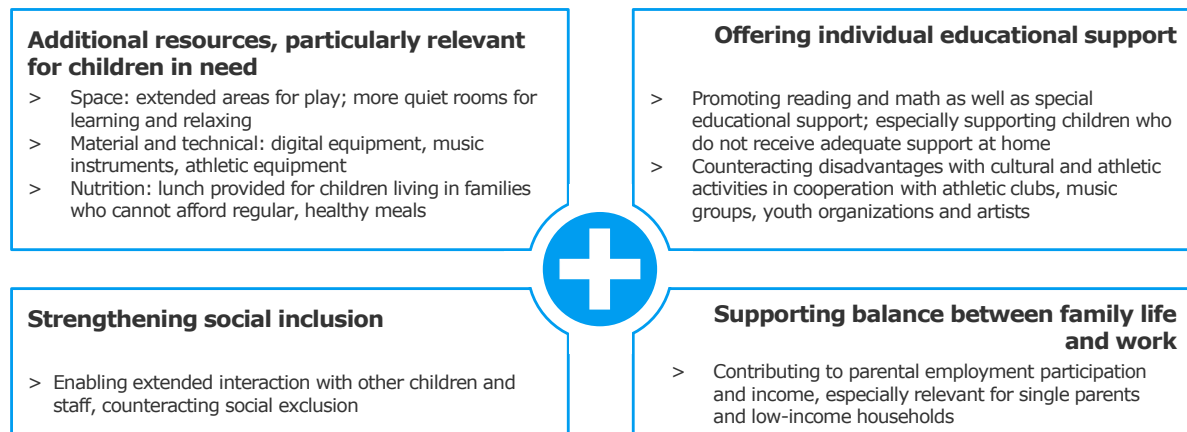 Additional resources, particularly relevant
for children in need
> Space: extended areas for play; more quiet rooms for
learning and relaxing
> Material and technical: digital equipment, music
instruments, athletic equipment
> Nutrition: lunch provided for children living in families
who cannot afford regular, healthy meals
Offering individual educational support
> Promoting reading and math as well as special
educational support; especially supporting children who
do not receive adequate support at home
> Counteracting disadvantages with cultural and athletic
activities in cooperation with athletic clubs, music
groups, youth organizations and artists
Strengthening social inclusion
> Enabling extended interaction with other children and
staff, counteracting social exclusion
Supporting balance between family life
and work
> Contributing to parental employment participation
and income, especially relevant for single parents
and low-income households